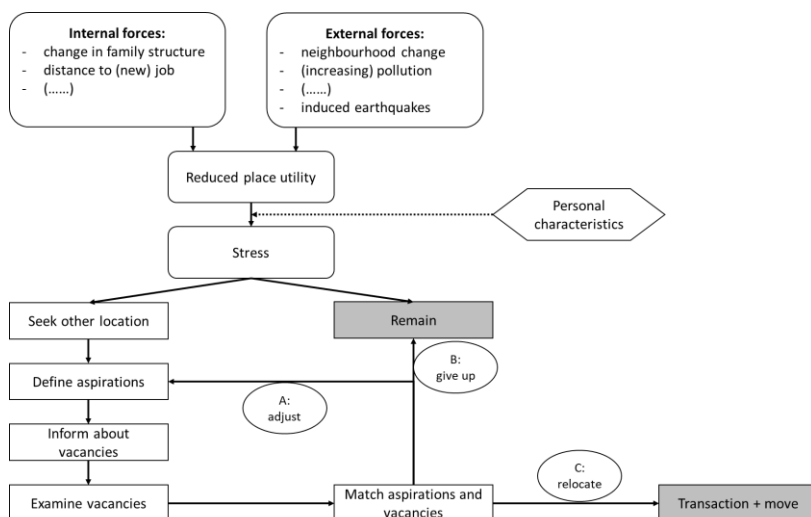 Internal forces:
- change in family structure
- distance to (new) job
- (......)
External forces:
- neighbourhood change
- (increasing) pollution
- (......)
- induced earthquakes
Reduced place utility
Personal
characteristics
Stress
Seek other location
Remain
Define aspirations
B:
give up
A:
adjust
Inform about
vacancies
C:
relocate
Examine vacancies
Match aspirations and
vacancies
Transaction + move